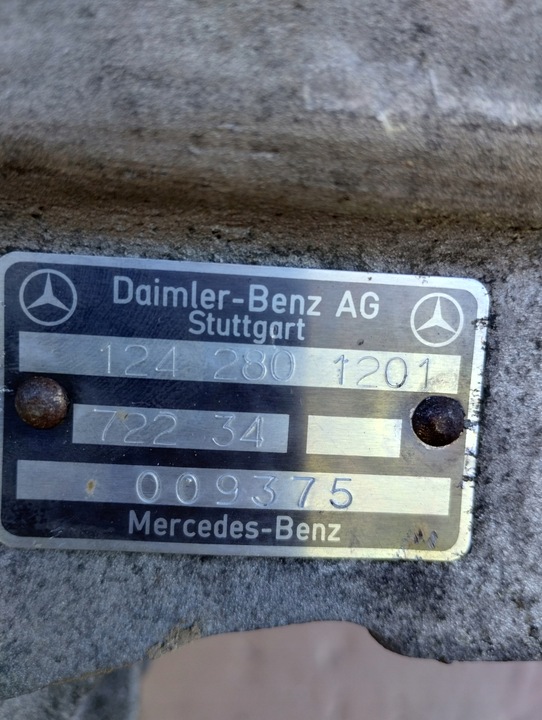 Daimler-Benz AG
Stuttgart
124 280 1201
722 34
009375
Mercedes-Benz